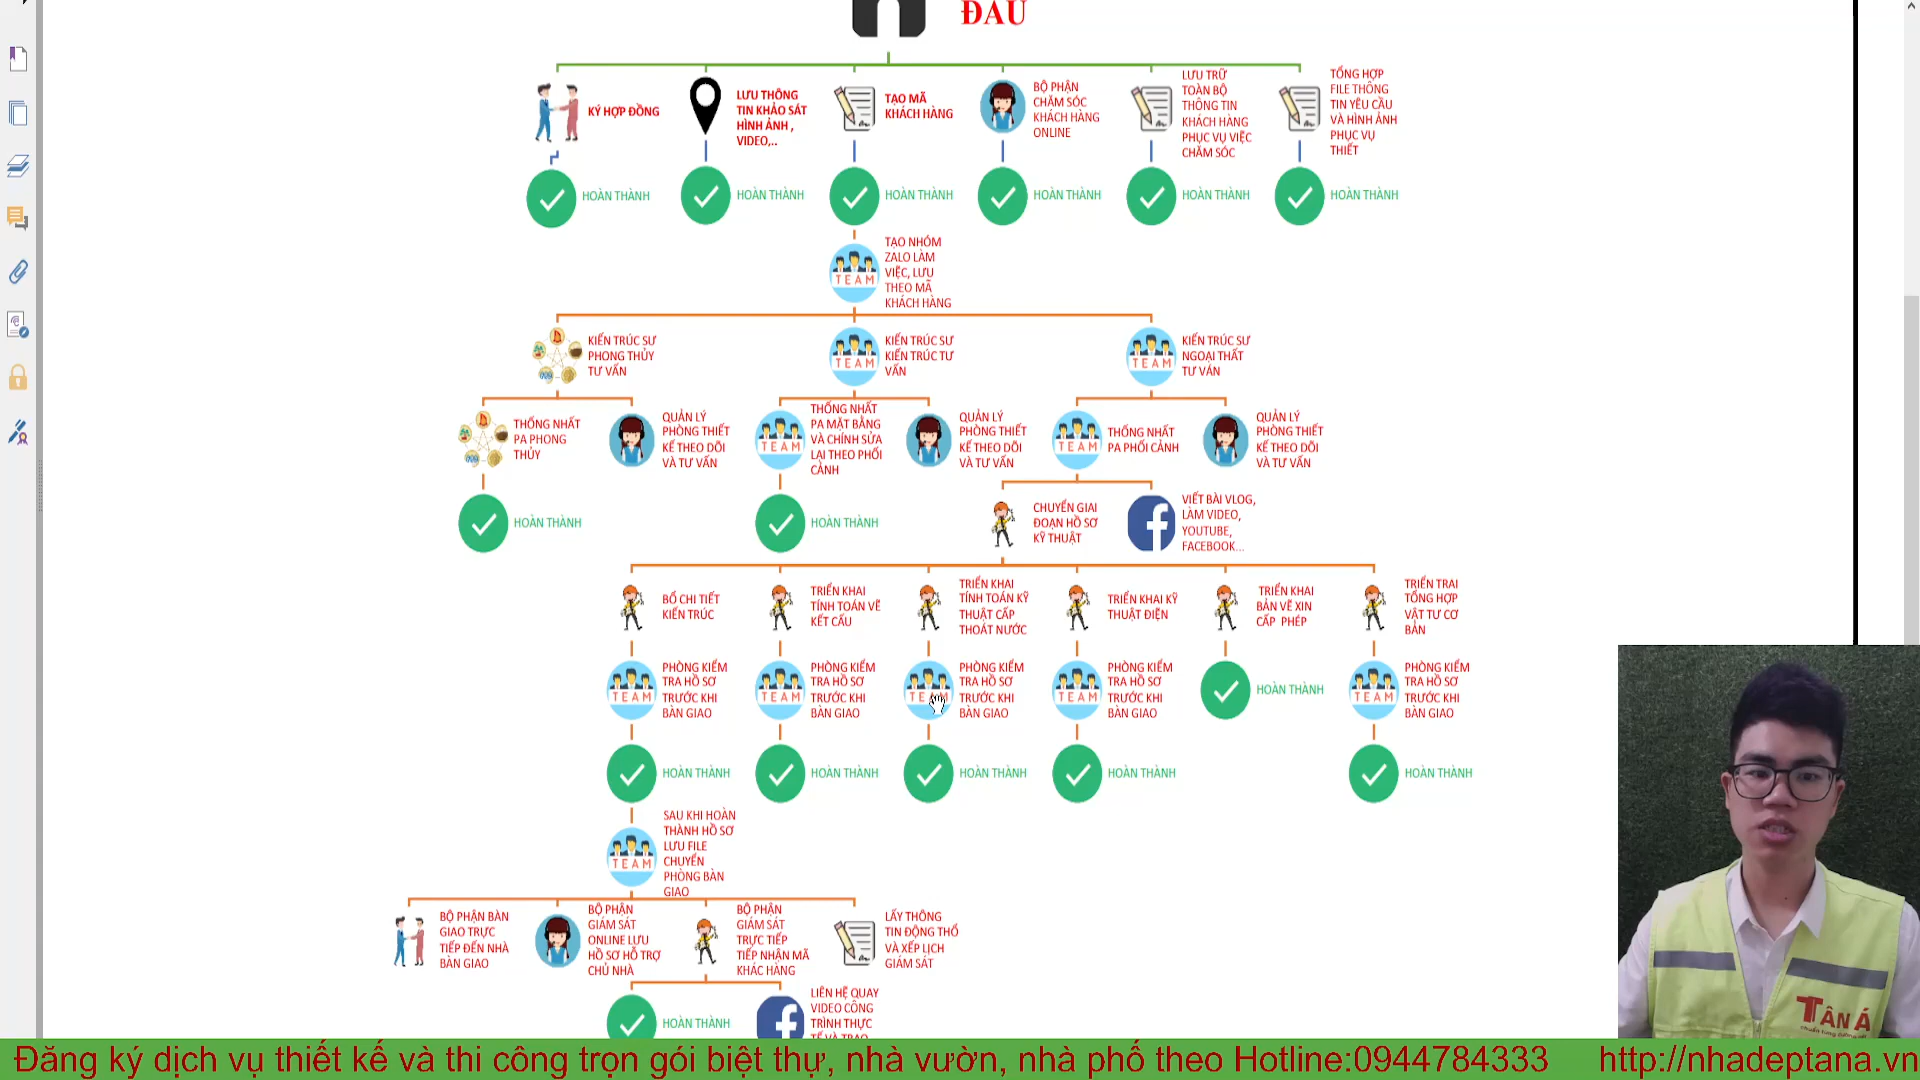 ĐẦU
KÝ HỢP ĐỒNG
LƯU THÔNG
TIN KHẢO SÁT
HÌNH ẢNH ,
VIDEO,..
TẠO MÃ
KHÁCH HÀNG
BỘ PHẬN
CHĂM SÓC
KHÁCH HÀNG
ONLINE
LƯU TRỮ
TOÀN BỘ
THÔNG TIN
KHÁCH HÀNG
PHỤC VỤ VIỆC
CHĂM SÓC
TỔNG HỢP
FILE THÔNG
TIN YÊU CẦU
VÀ HÌNH ẢNH
PHỤC VỤ
THIẾT
HOÀN THÀNH
HOÀN THÀNH
HOÀN THÀNH
HOÀN THÀNH
HOÀN THÀNH
HOÀN THÀNH
TEAM
TẠO NHÓM
ZALO LÀM
VIỆC, LƯU
THEO MÃ
KHÁCH HÀNG
KIẾN TRÚC SƯ
PHONG THỦY
TƯ VẤN
TEAM
KIẾN TRÚC SƯ
KIẾN TRÚC TƯ
VẤN
TEAM
KIẾN TRÚC SƯ
NGOẠI THẤT
TƯ VÁN
THỐNG NHẤT
PA PHONG
THỦY
QUẢN LÝ
PHÒNG THIẾT
KẾ THEO DÕI
VÀ TƯ VẤN
TEAM
THỐNG NHẤT
PA MẶT BẰNG
VÀ CHỈNH SỬA
LẠI THEO PHỐI
CẢNH
QUẢN LÝ
PHÒNG THIẾT
KẾ THEO DÕI
VÀ TƯ VẤN
TEAM
THỐNG NHẤT
PA PHỐI CẢNH
QUẢN LÝ
PHÒNG THIẾT
KẾ THEO DÕI
VÀ TƯ VẤN
HOÀN THÀNH
HOÀN THÀNH
CHUYỂN GIAI
ĐOẠN HỒ SƠ
KỸ THUẬT
VIẾT BÀI VLOG,
LÀM VIDEO,
YOUTUBE,
FACEBOOK...
BỔ CHI TIẾT
KIẾN TRÚC
TRIỂN KHAI
TÍNH TOÁN VẼ
KẾT CẤU
TRIỂN KHAI
TÍNH TOÁN KỸ
THUẬT CẤP
THOÁT NƯỚC
TRIỂN KHAI KỸ
THUẬT ĐIỆN
TRIỂN KHAI
BẢN VẼ XIN
CẤP PHÉP
TRIỂN TRAI
TỔNG HỢP
VẬT TƯ CƠ
BẢN
TEAM
PHÒNG KIỂM
TRA HỒ SƠ
TRƯỚC KHI
BÀN GIAO
TEAM
PHÒNG KIỂM
TRA HỒ SƠ
TRƯỚC KHI
BÀN GIAO
TEAM
PHÒNG KIỂM
TRA HỒ SƠ
TRƯỚC KHI
BÀN GIAO
TEAM
PHÒNG KIỂM
TRA HỒ SƠ
TRƯỚC KHI
BÀN GIAO
HOÀN THÀNH
TEAM
PHÒNG KIỂM
TRA HỒ SƠ
TRƯỚC KHI
BÀN GIAO
HOÀN THÀNH
HOÀN THÀNH
HOÀN THÀNH
HOÀN THÀNH
HOÀN THÀNH
TEAM
SAU KHI HOÀN
THÀNH HỒ SƠ
LƯU FILE
CHUYỂN
PHÒNG BÀN
GIAO
BỘ PHẬN BÀN
GIAO TRỰC
TIẾP ĐẾN NHÀ
BÀN GIAO
BỘ PHẬN
GIÁM SÁT
ONLINE LƯU
HỒ SƠ HỖ TRỢ
CHỦ NHÀ
BỘ PHẬN
GIÁM SÁT
TRỰC TIẾP
TIẾP NHẬN MÃ
KHÁC HÀNG
LẤY THÔNG
TIN ĐỘNG THỔ
VÀ XẾP LỊCH
GIÁM SÁT
HOÀN THÀNH
LIÊN HỆ QUAY
VIDEO CÔNG
TRÌNH THỰC
TẾ VÀ TRAO
TÂN Á
Đăng ký dịch vụ thiết kế và thi công trọn gói biệt thự, nhà vườn, nhà phố theo Hotline:0944784333 http://nhadeptana.vn